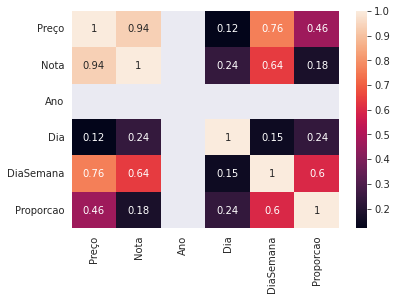 Preço 1 0.94 0.12 0.76 0.46
Nota 0.94 1 0.24 0.64 0.18
Ano
Dia 0.12 0.24 1 0.15 0.24
DiaSemana 0.76 0.64 0.15 1 0.6
Proporcao 0.46 0.18 0.24 0.6 1
Preço Nota Ano Dia DiaSemana Proporcao
1.0
0.9
0.8
0.7
0.6
0.5
0.4
0.3
0.2